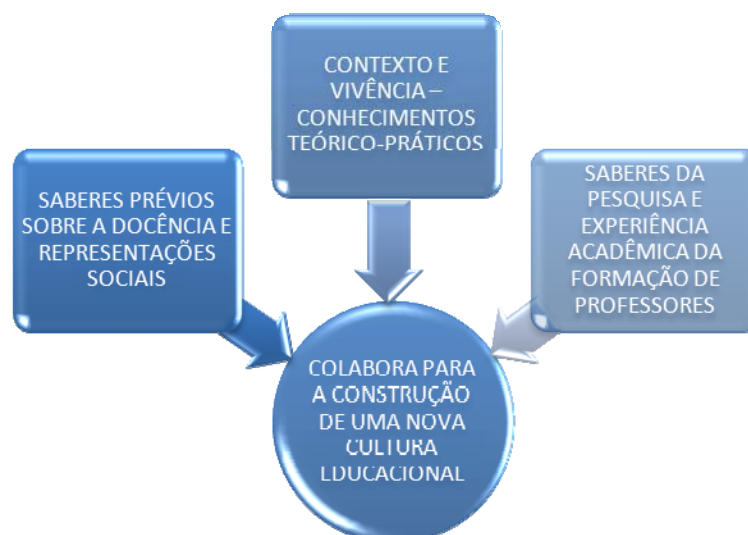 CONTEXTO E
VIVÊNCIA –
CONHECIMENTOS
TEÓRICO-PRÁTICOS
SABERES PRÉVIOS
SOBRE A DOCÊNCIA E
REPRESENTAÇÕES
SOCIAIS
SABERES DA
PESQUISA E
EXPERIÊNCIA
ACADÊMICA DA
FORMAÇÃO DE
PROFESSORES
COLABORA PARA
A CONSTRUÇÃO
DE UMA NOVA
CULTURA
EDUCACIONAL